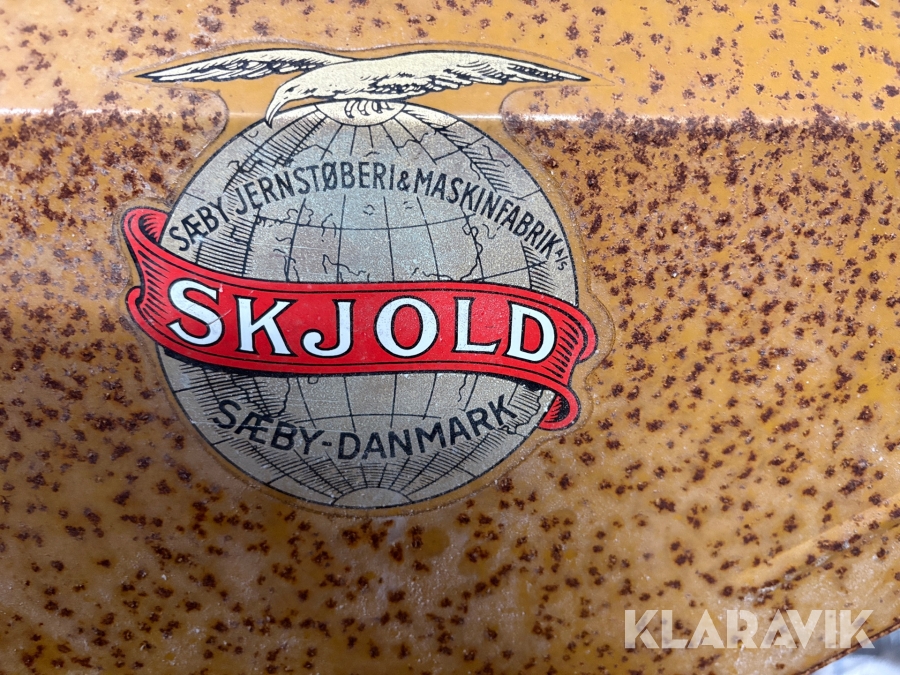 SÆBY JERNSTØBERI & MASKINFABRIK A/S
SKJOLD
SÆBY-DANMARK
KLARAVIK